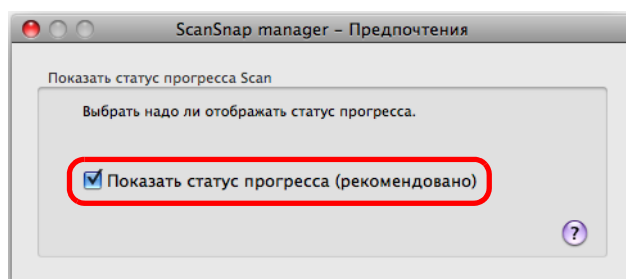 ScanSnap manager – Предпочтения
Показать статус прогресса Scan
Выбрать надо ли отображать статус прогресса.
Показать статус прогресса (рекомендовано)
?